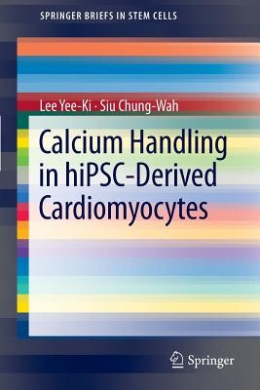 SPRINGER BRIEFS IN STEM CELLS
Lee Yee-Ki · Siu Chung-Wah
Calcium Handling
in hiPSC-Derived
Cardiomyocytes
Springer